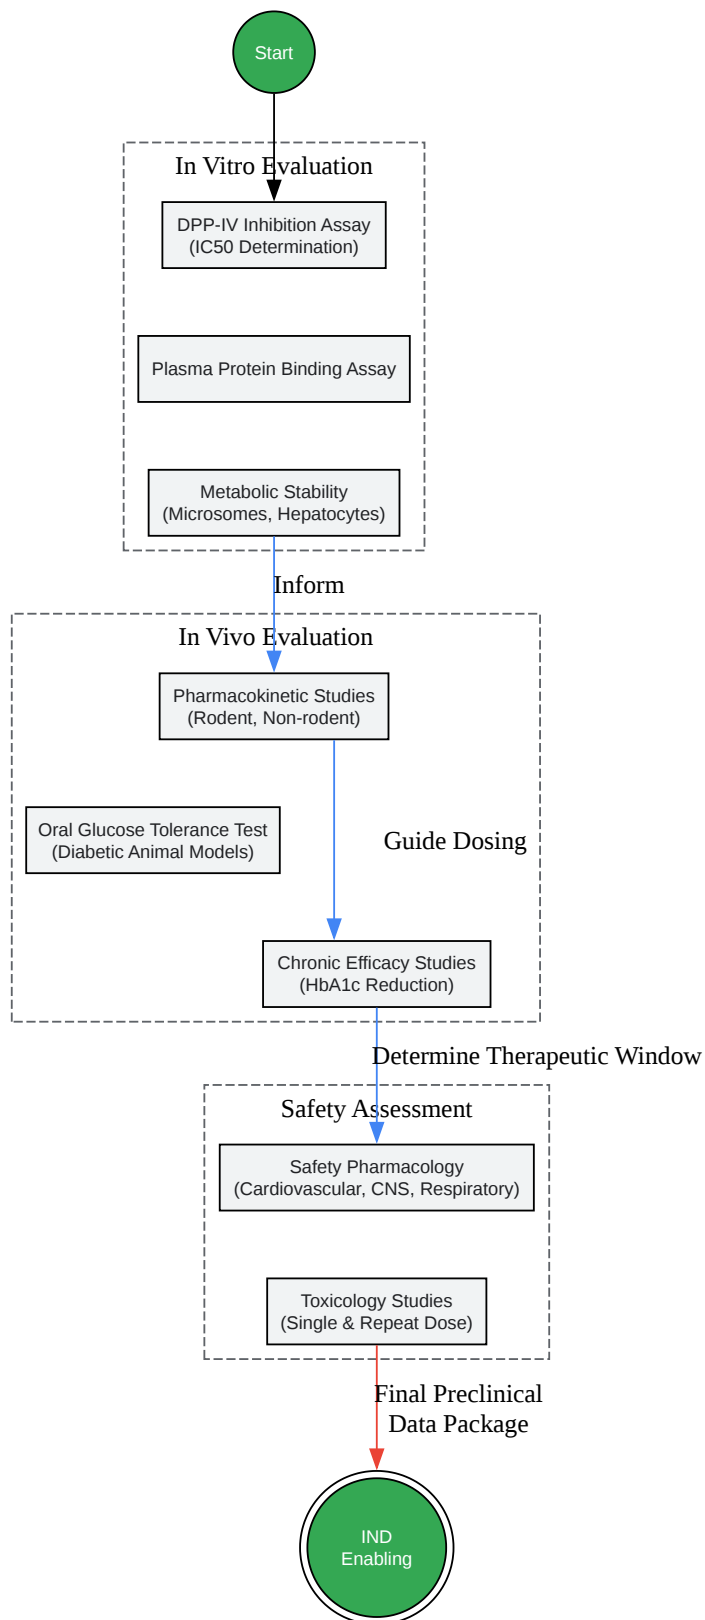 Start
In Vitro Evaluation
DPP-IV Inhibition Assay
(IC50 Determination)
Plasma Protein Binding Assay
Metabolic Stability
(Microsomes, Hepatocytes)
Inform
In Vivo Evaluation
Pharmacokinetic Studies
(Rodent, Non-rodent)
Oral Glucose Tolerance Test
(Diabetic Animal Models)
Guide Dosing
Chronic Efficacy Studies
(HbA1c Reduction)
Determine Therapeutic Window
Safety Assessment
Safety Pharmacology
(Cardiovascular, CNS, Respiratory)
Toxicology Studies
(Single & Repeat Dose)
Final Preclinical
Data Package
IND
Enabling